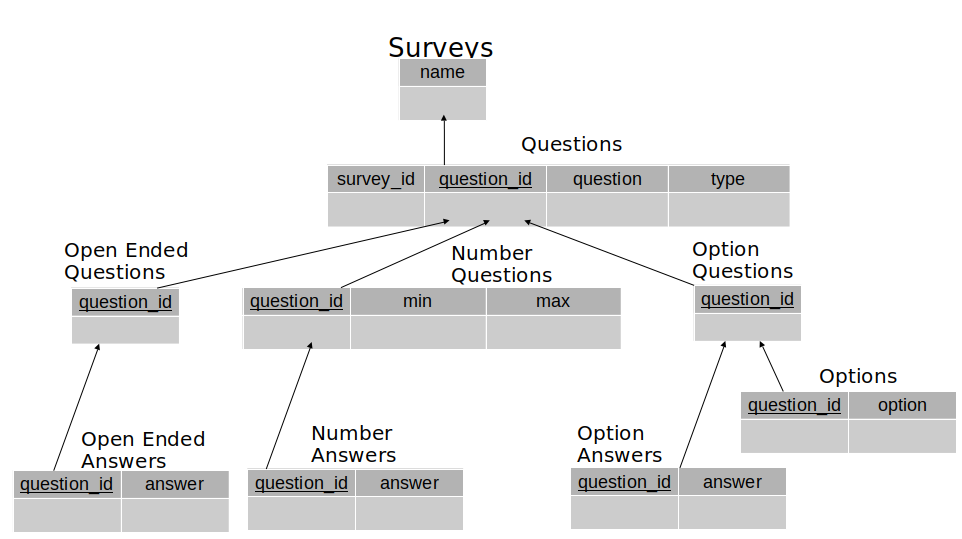 Surveys
name
Questions
survey_id question_id question type
Open Ended
Questions
question_id
Number
Questions
question_id min max
Option
Questions
question_id
Options
question_id option
Open Ended
Answers
question_id answer
Number
Answers
question_id answer
Option
Answers
question_id answer